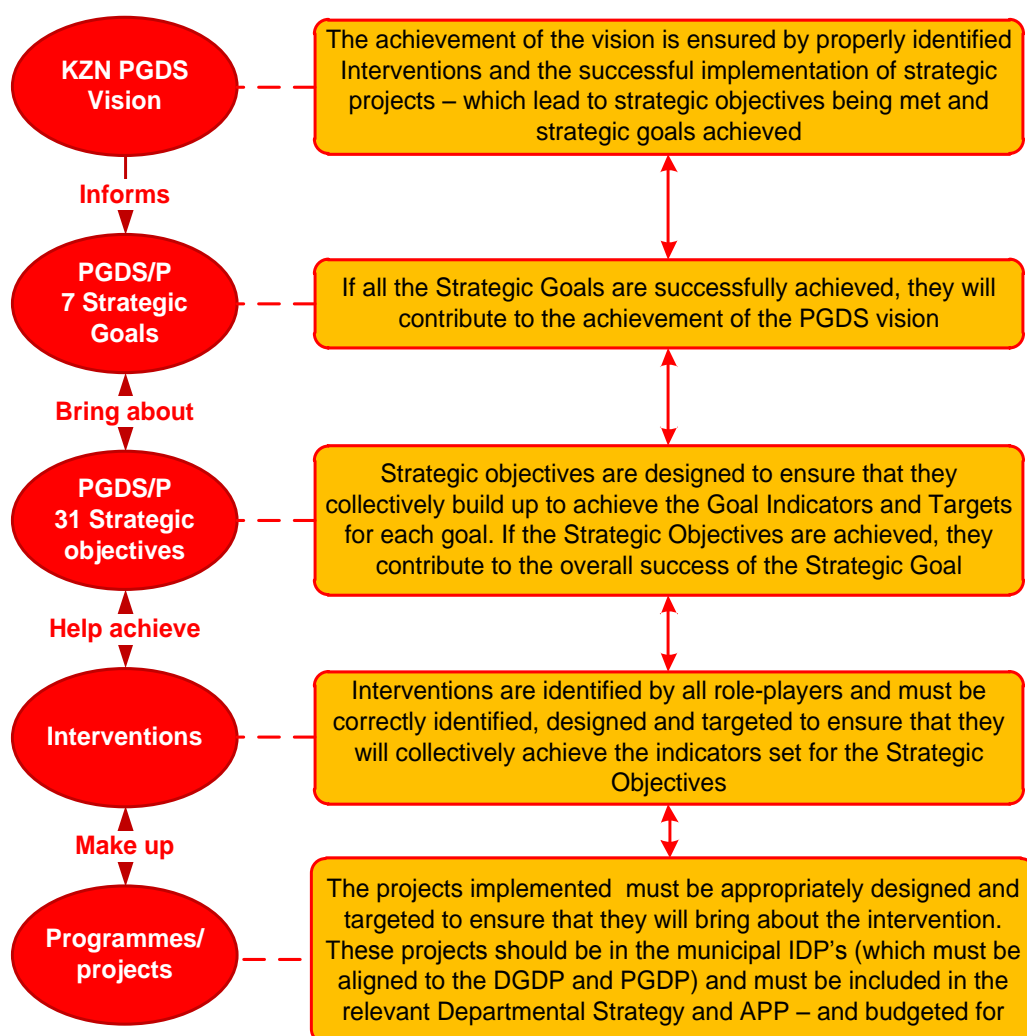 KZN PGDS
Vision
The achievement of the vision is ensured by properly identified
Interventions and the successful implementation of strategic
projects – which lead to strategic objectives being met and
strategic goals achieved
Informs
PGDS/P
7 Strategic
Goals
If all the Strategic Goals are successfully achieved, they will
contribute to the achievement of the PGDS vision
Bring about
PGDS/P
31 Strategic
objectives
Strategic objectives are designed to ensure that they
collectively build up to achieve the Goal Indicators and Targets
for each goal. If the Strategic Objectives are achieved, they
contribute to the overall success of the Strategic Goal
Help achieve
Interventions
Interventions are identified by all role-players and must be
correctly identified, designed and targeted to ensure that they
will collectively achieve the indicators set for the Strategic
Objectives
Make up
Programmes/
projects
The projects implemented  must be appropriately designed and
targeted to ensure that they will bring about the intervention.
These projects should be in the municipal IDP’s (which must be
aligned to the DGDP and PGDP) and must be included in the
relevant Departmental Strategy and APP – and budgeted for